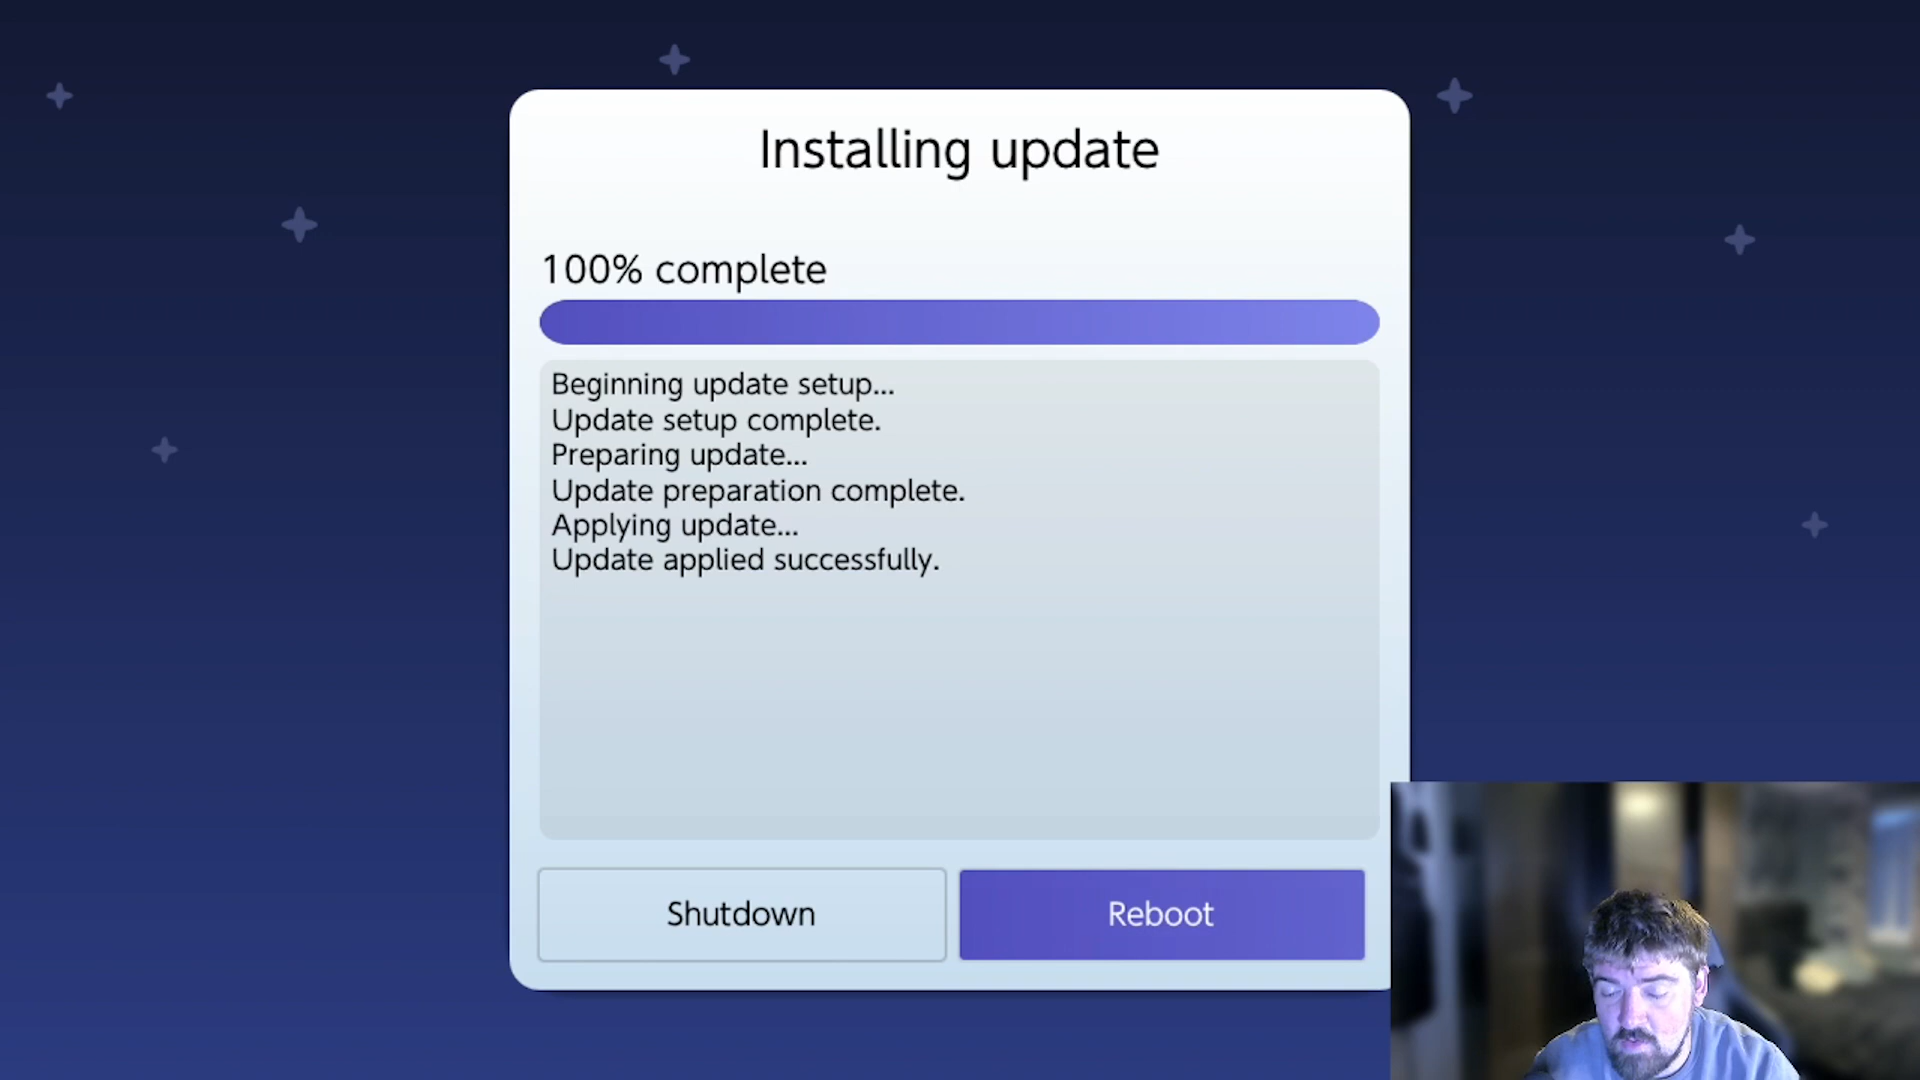 Installing update
100% complete
Beginning update setup...
Update setup complete.
Preparing update...
Update preparation complete.
Applying update...
Update applied successfully.
Shutdown
Reboot